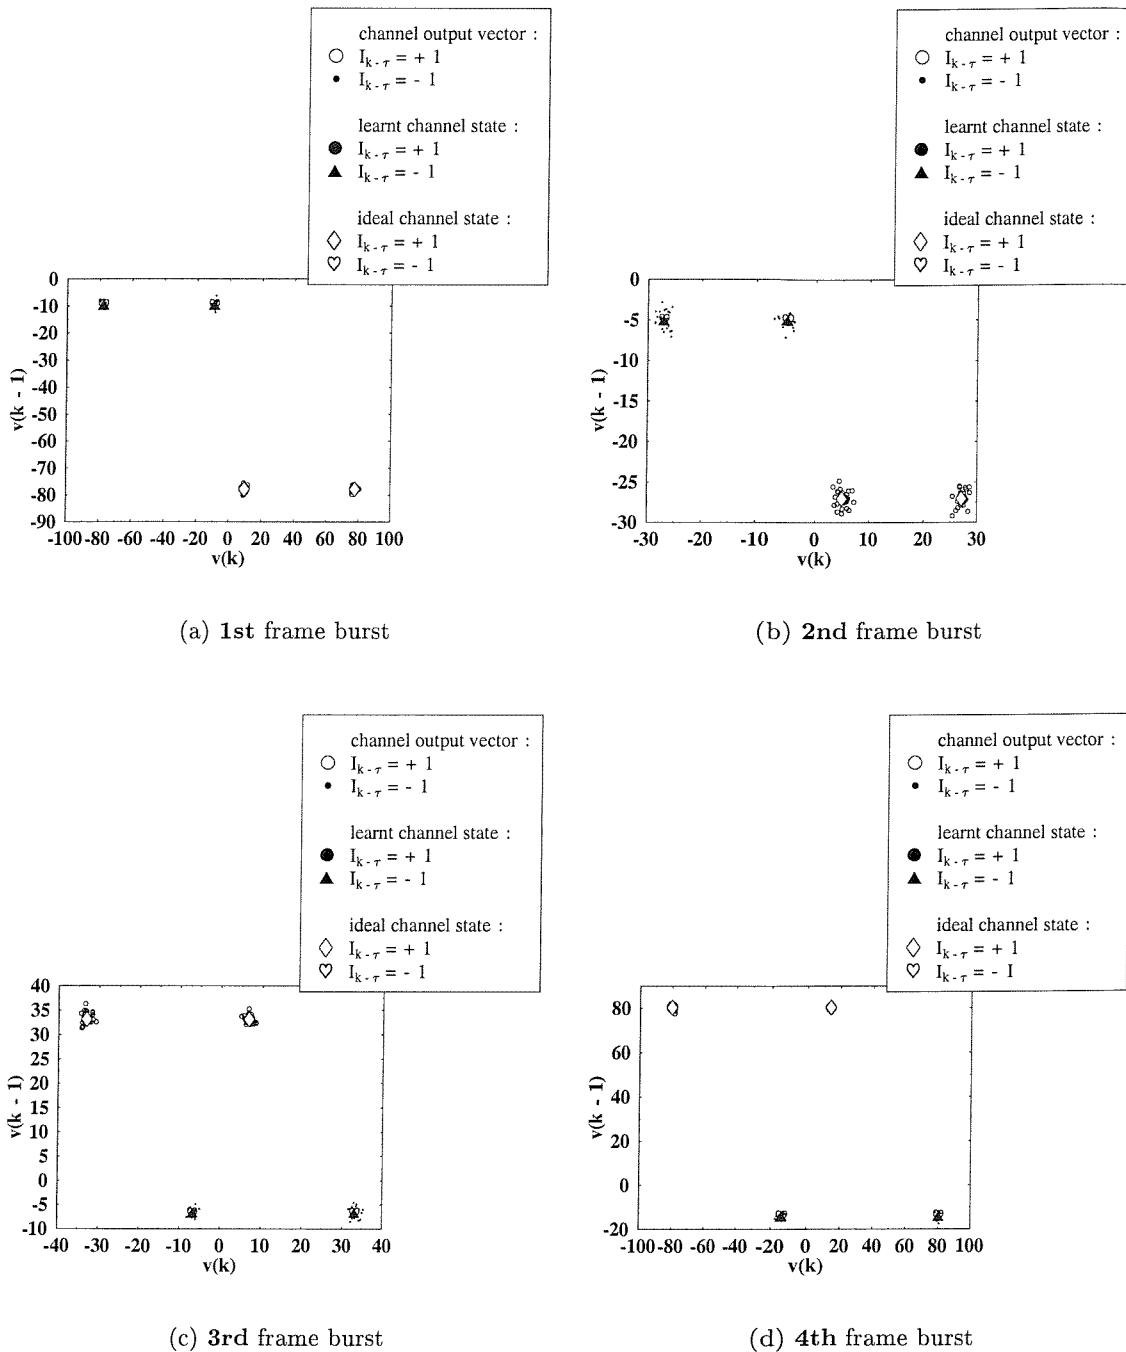 channel output vector :
I_{k-τ} = + 1
I_{k-τ} = - 1
learnt channel state :
I_{k-τ} = + 1
I_{k-τ} = - 1
ideal channel state :
I_{k-τ} = + 1
I_{k-τ} = - 1
0
-10
-20
-30
-40
-50
-60
-70
-80
-90
v(k - 1)
-100 -80 -60 -40 -20 0 20 40 60 80 100
v(k)
(a) 1st frame burst
channel output vector :
I_{k-τ} = + 1
I_{k-τ} = - 1
learnt channel state :
I_{k-τ} = + 1
I_{k-τ} = - 1
ideal channel state :
I_{k-τ} = + 1
I_{k-τ} = - 1
0
-5
-10
-15
-20
-25
-30
v(k - 1)
-30 -20 -10 0 10 20 30
v(k)
(b) 2nd frame burst
channel output vector :
I_{k-τ} = + 1
I_{k-τ} = - 1
learnt channel state :
I_{k-τ} = + 1
I_{k-τ} = - 1
ideal channel state :
I_{k-τ} = + 1
I_{k-τ} = - 1
40
35
30
25
20
15
10
5
0
-5
-10
v(k - 1)
-40 -30 -20 -10 0 10 20 30 40
v(k)
(c) 3rd frame burst
channel output vector :
I_{k-τ} = + 1
I_{k-τ} = - 1
learnt channel state :
I_{k-τ} = + 1
I_{k-τ} = - 1
ideal channel state :
I_{k-τ} = + 1
I_{k-τ} = - I
80
60
40
20
0
-20
v(k - 1)
-100 -80 -60 -40 -20 0 20 40 60 80 100
v(k)
(d) 4th frame burst